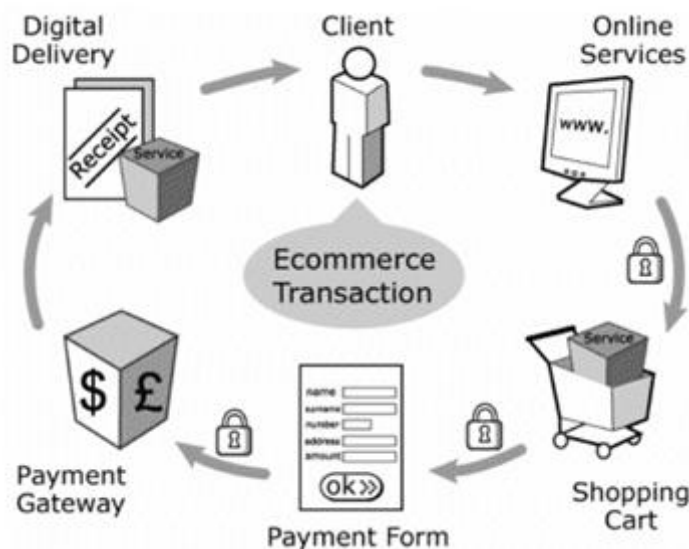 Digital
Delivery
Client
Online
Services
Receipt
Service
www.
Ecommerce
Transaction
Service
$ £
name
surname
number
address
amount
ok»
Payment
Gateway
Payment Form
Shopping
Cart